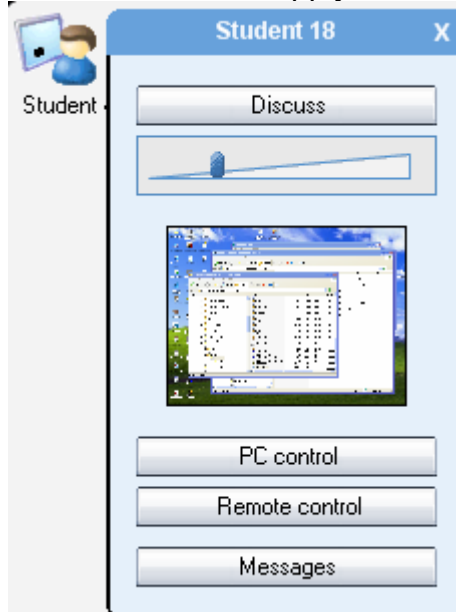 Student 18
X
Student
Discuss
PC control
Remote control
Messages